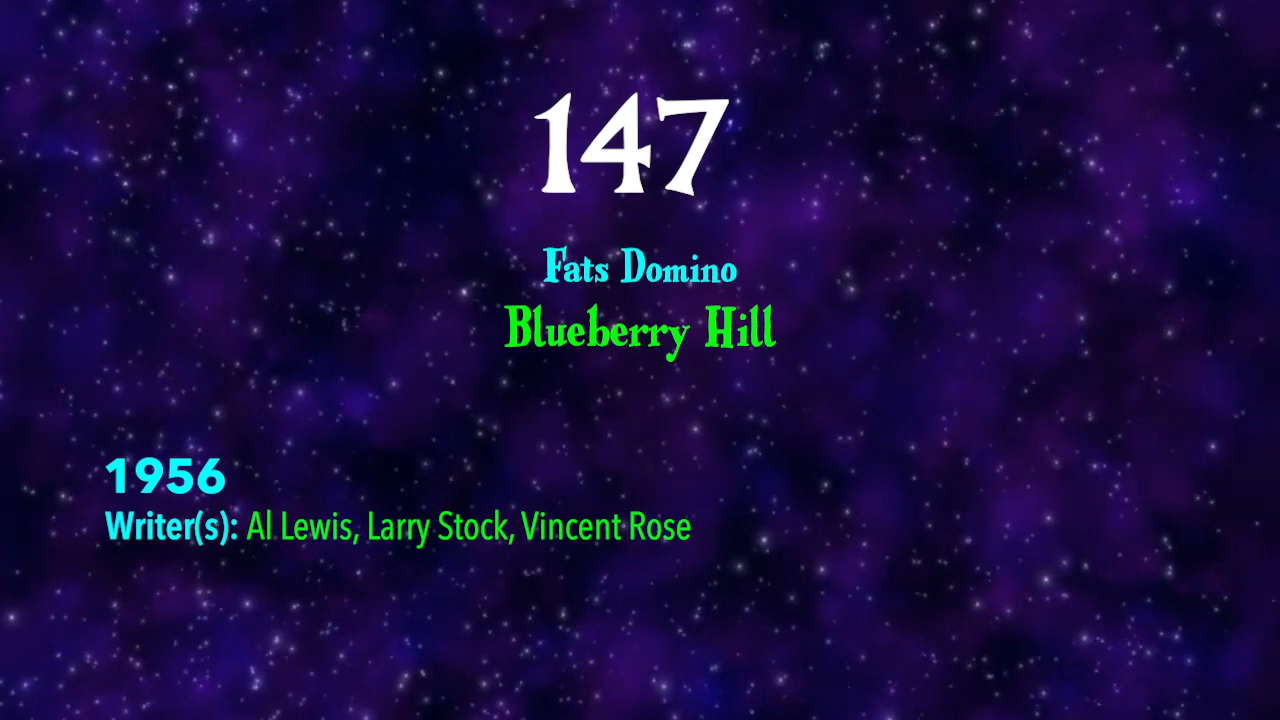 147
Fats Domino
Blueberry Hill
1956
Writer(s): Al Lewis, Larry Stock, Vincent Rose